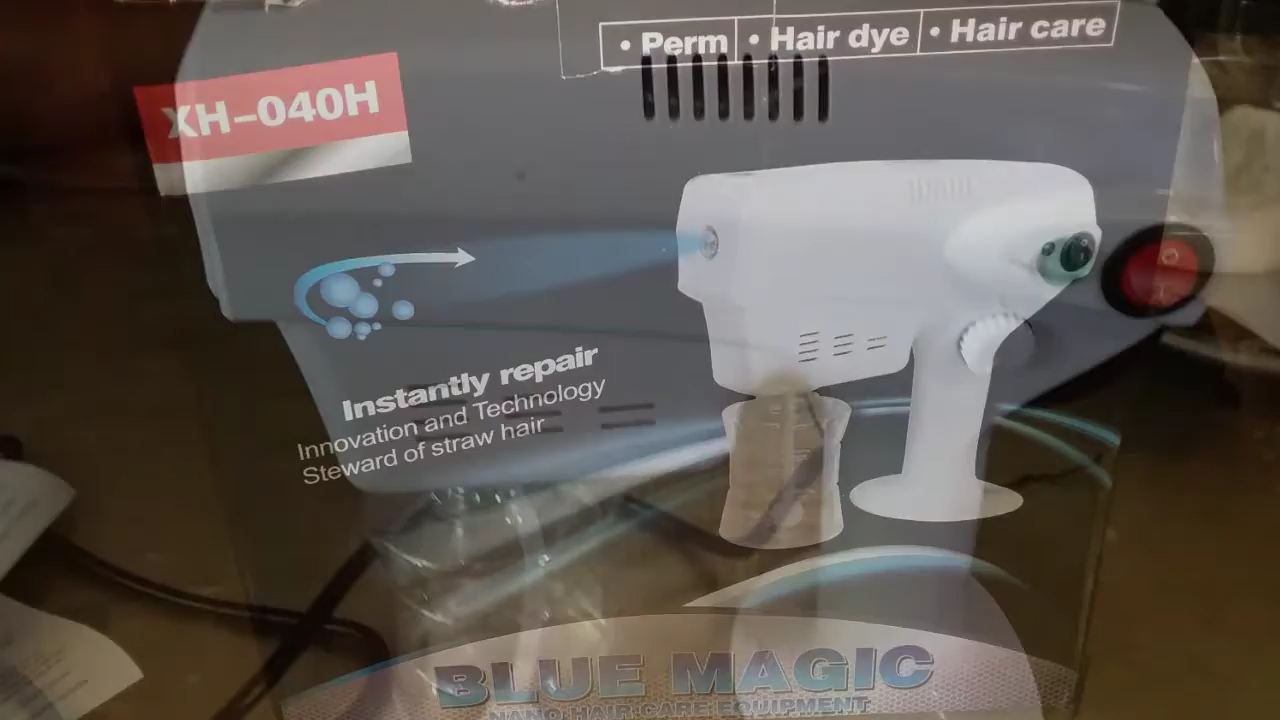 • Perm • Hair dye • Hair care
XH-040H
Instantly repair
Innovation and Technology
Steward of straw hair
BLUE MAGIC
NANO HAIR CARE EQUIPMENT